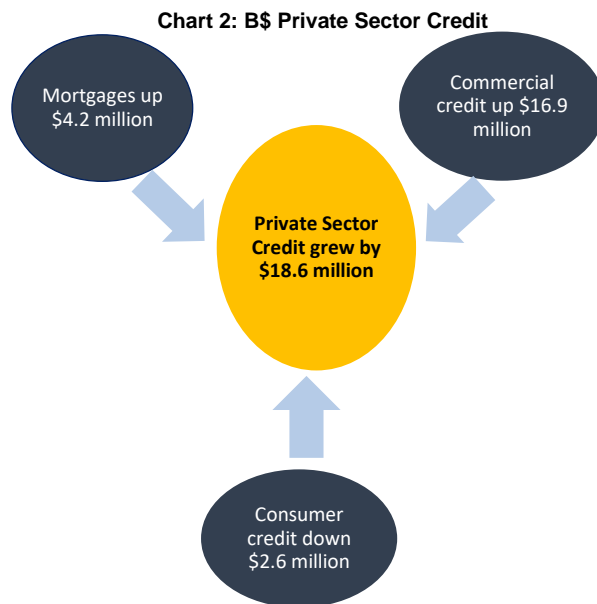 Chart 2: B$ Private Sector Credit
Mortgages up
$4.2 million
Commercial
credit up $16.9
million
Private Sector
Credit grew by
$18.6 million
Consumer
credit down
$2.6 million